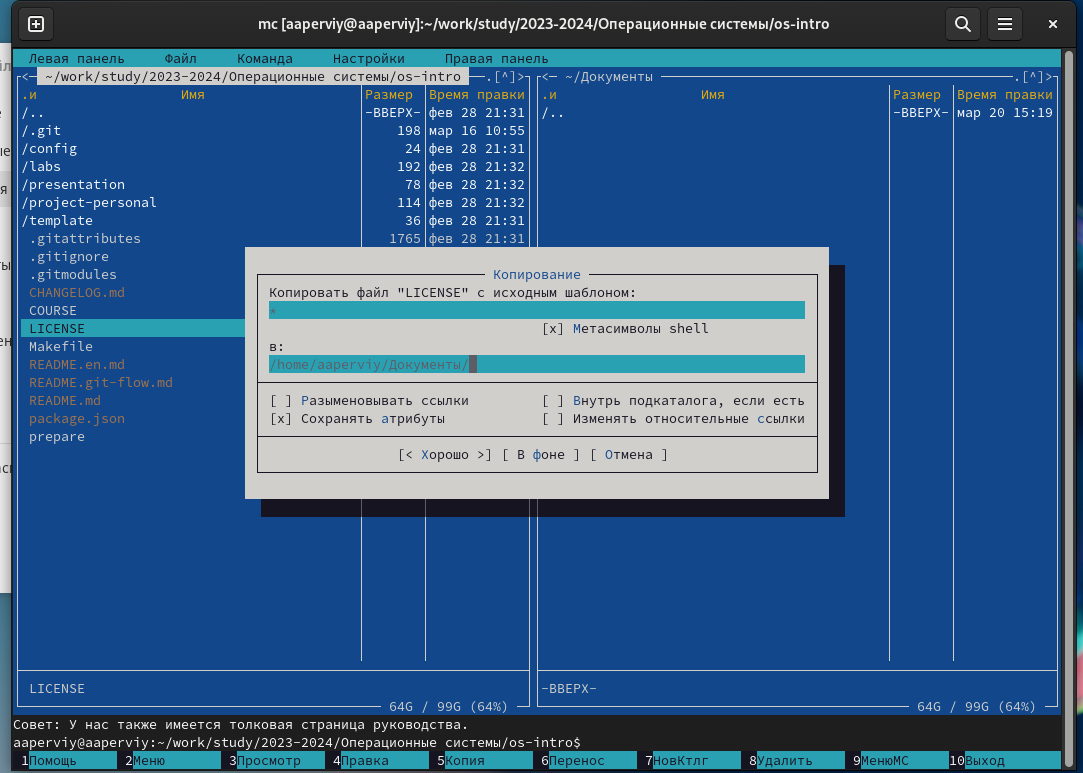 mc [aaperviy@aaperviy]:~/work/study/2023-2024/Операционные системы/os-intro
Левая панель Файл Команда Настройки Правая панель
<— ~/work/study/2023-2024/Операционные системы/os-intro —.[^]>
.и Имя Размер Время правки
/.. -ВВЕРХ- фев 28 21:31
/.git 198 мар 16 10:55
/config 24 фев 28 21:31
/labs 192 фев 28 21:32
/presentation 78 фев 28 21:32
/project-personal 114 фев 28 21:32
/template 36 фев 28 21:31
.gitattributes 1765 фев 28 21:31
.gitignore
.gitmodules
CHANGELOG.md
COURSE
LICENSE
Makefile
README.en.md
README.git-flow.md
README.md
package.json
prepare
LICENSE
64G / 99G (64%)
<— ~/Документы —.[^]>
.и Имя Размер Время правки
/.. -ВВЕРХ- мар 20 15:19
-ВВЕРХ-
64G / 99G (64%)
Копирование
Копировать файл "LICENSE" с исходным шаблоном:
*
[x] Метасимволы shell
в:
/home/aaperviy/Документы/
[ ] Разыменовывать ссылки [ ] Внутрь подкаталога, если есть
[x] Сохранять атрибуты [ ] Изменять относительные ссылки
[< Хорошо >] [ В фоне ] [ Отмена ]
Совет: У нас также имеется толковая страница руководства.
aaperviy@aaperviy:~/work/study/2023-2024/Операционные системы/os-intro$
1Помощь 2Меню 3Просмотр 4Правка 5Копия 6Перенос 7НовКтлг 8Удалить 9МенюМС 10Выход